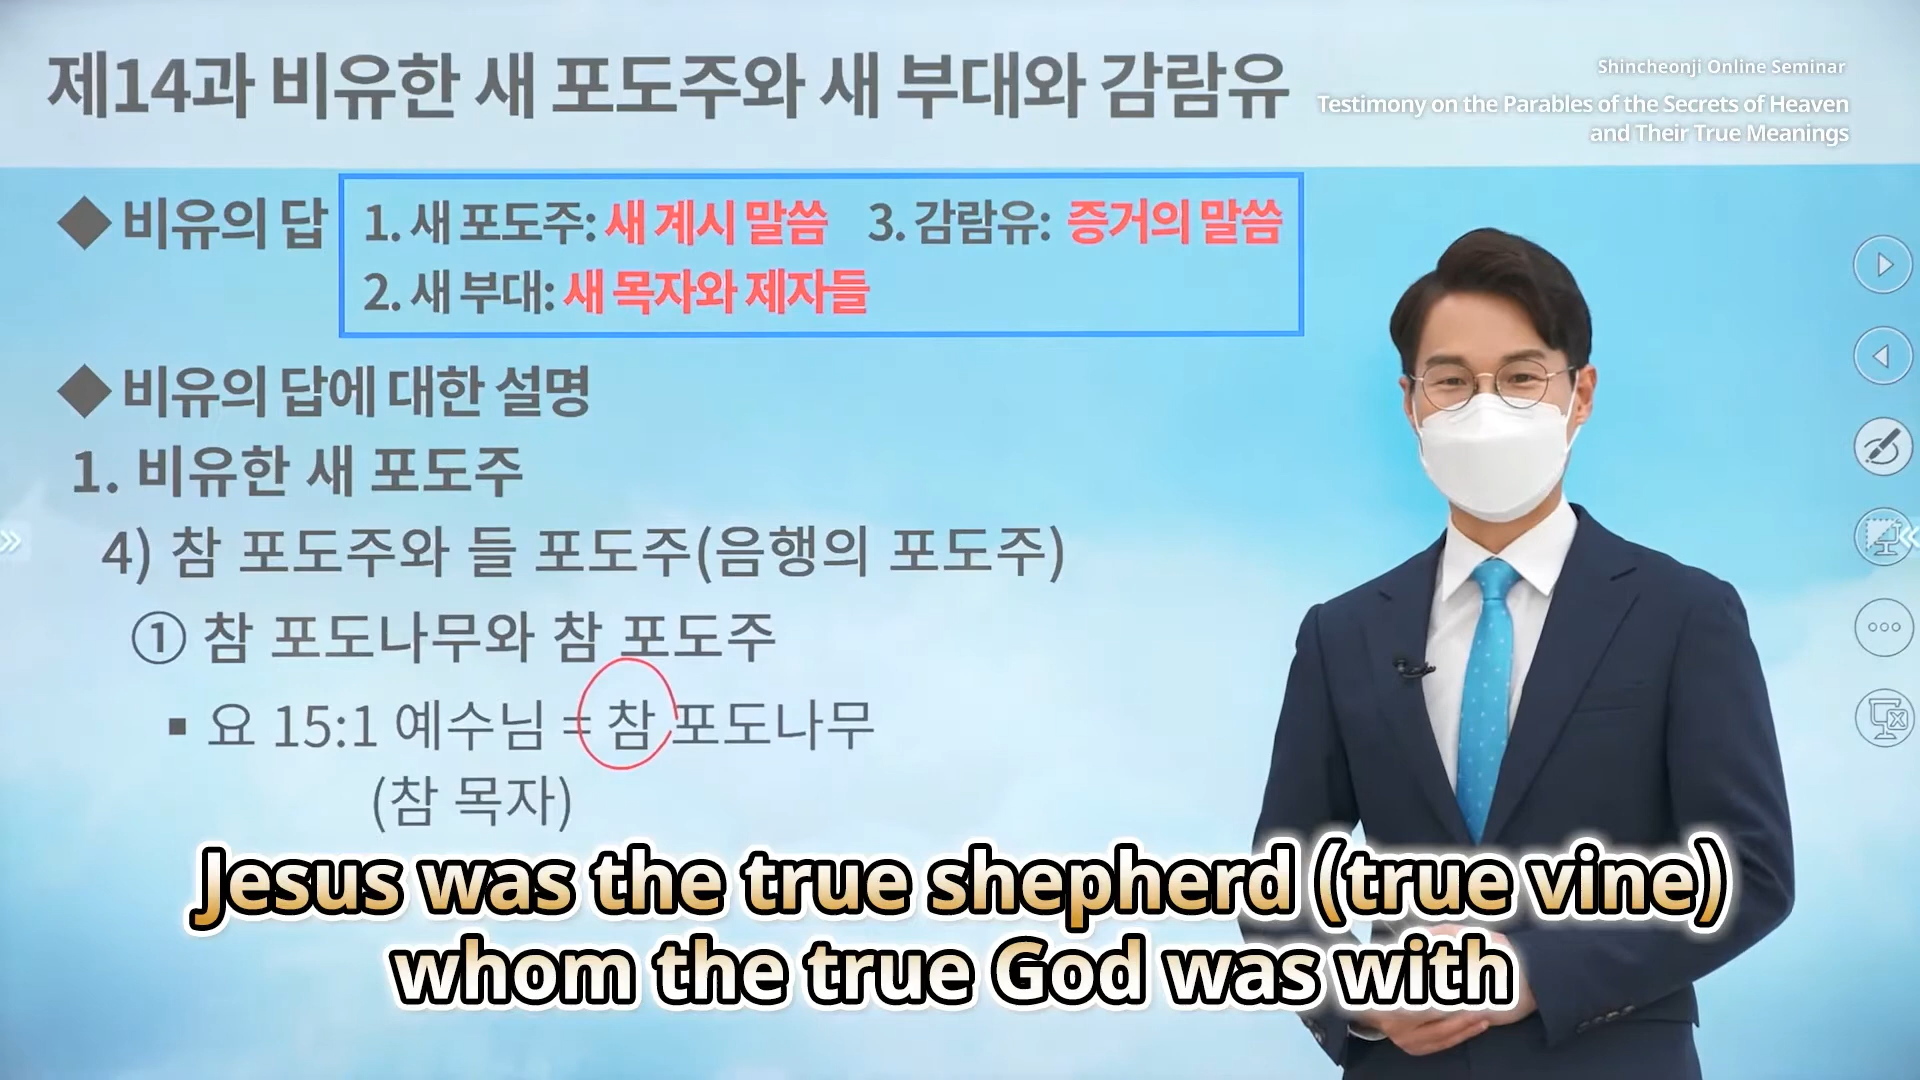 제14과 비유한 새 포도주와 새 부대와 감람유
Shincheonji Online Seminar
Testimony on the Parables of the Secrets of Heaven
and Their True Meanings
◆ 비유의 답
1. 새 포도주: 새 계시 말씀 3. 감람유: 증거의 말씀
2. 새 부대: 새 목자와 제자들
◆ 비유의 답에 대한 설명
1. 비유한 새 포도주
4) 참 포도주와 들 포도주(음행의 포도주)
① 참 포도나무와 참 포도주
▪ 요 15:1 예수님 = 참 포도나무
(참 목자)
Jesus was the true shepherd (true vine)
whom the true God was with